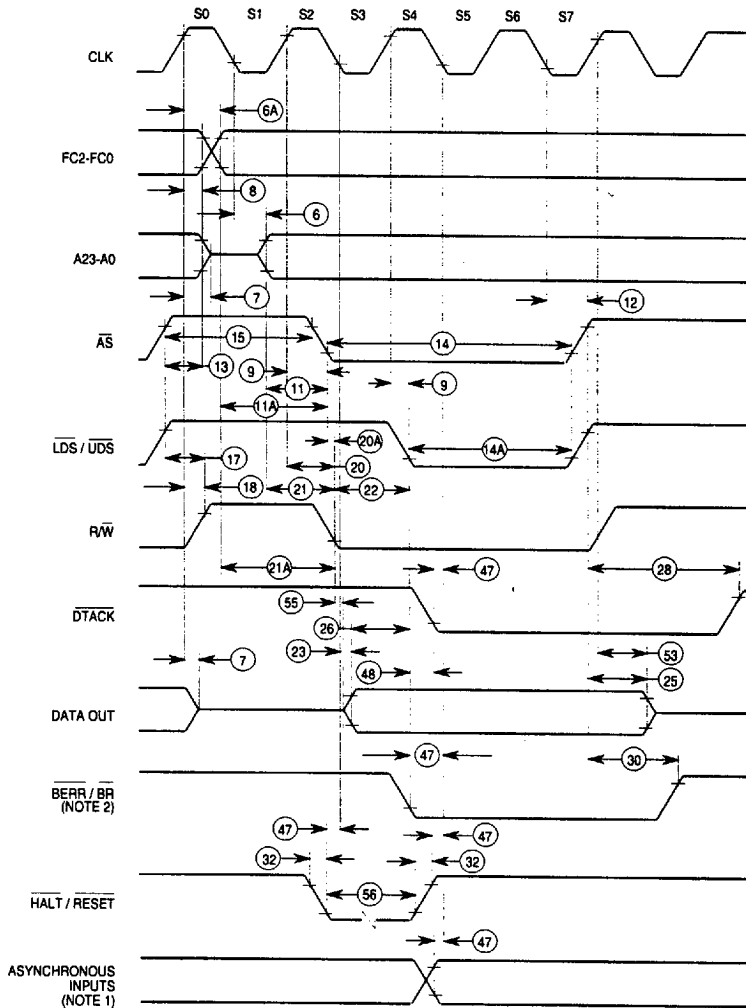 S0 S1 S2 S3 S4 S5 S6 S7
CLK
6A
FC2-FC0
8
6
A23-A0
7
12
AS
15
14
13
9
9
11
11A
LDS / UDS
20A
14A
17
20
18
21
22
R/W
21A
47
28
DTACK
55
26
23
53
7
48
25
DATA OUT
47
30
BERR / BR
(NOTE 2)
47
47
32
32
56
HALT / RESET
47
ASYNCHRONOUS
INPUTS
(NOTE 1)